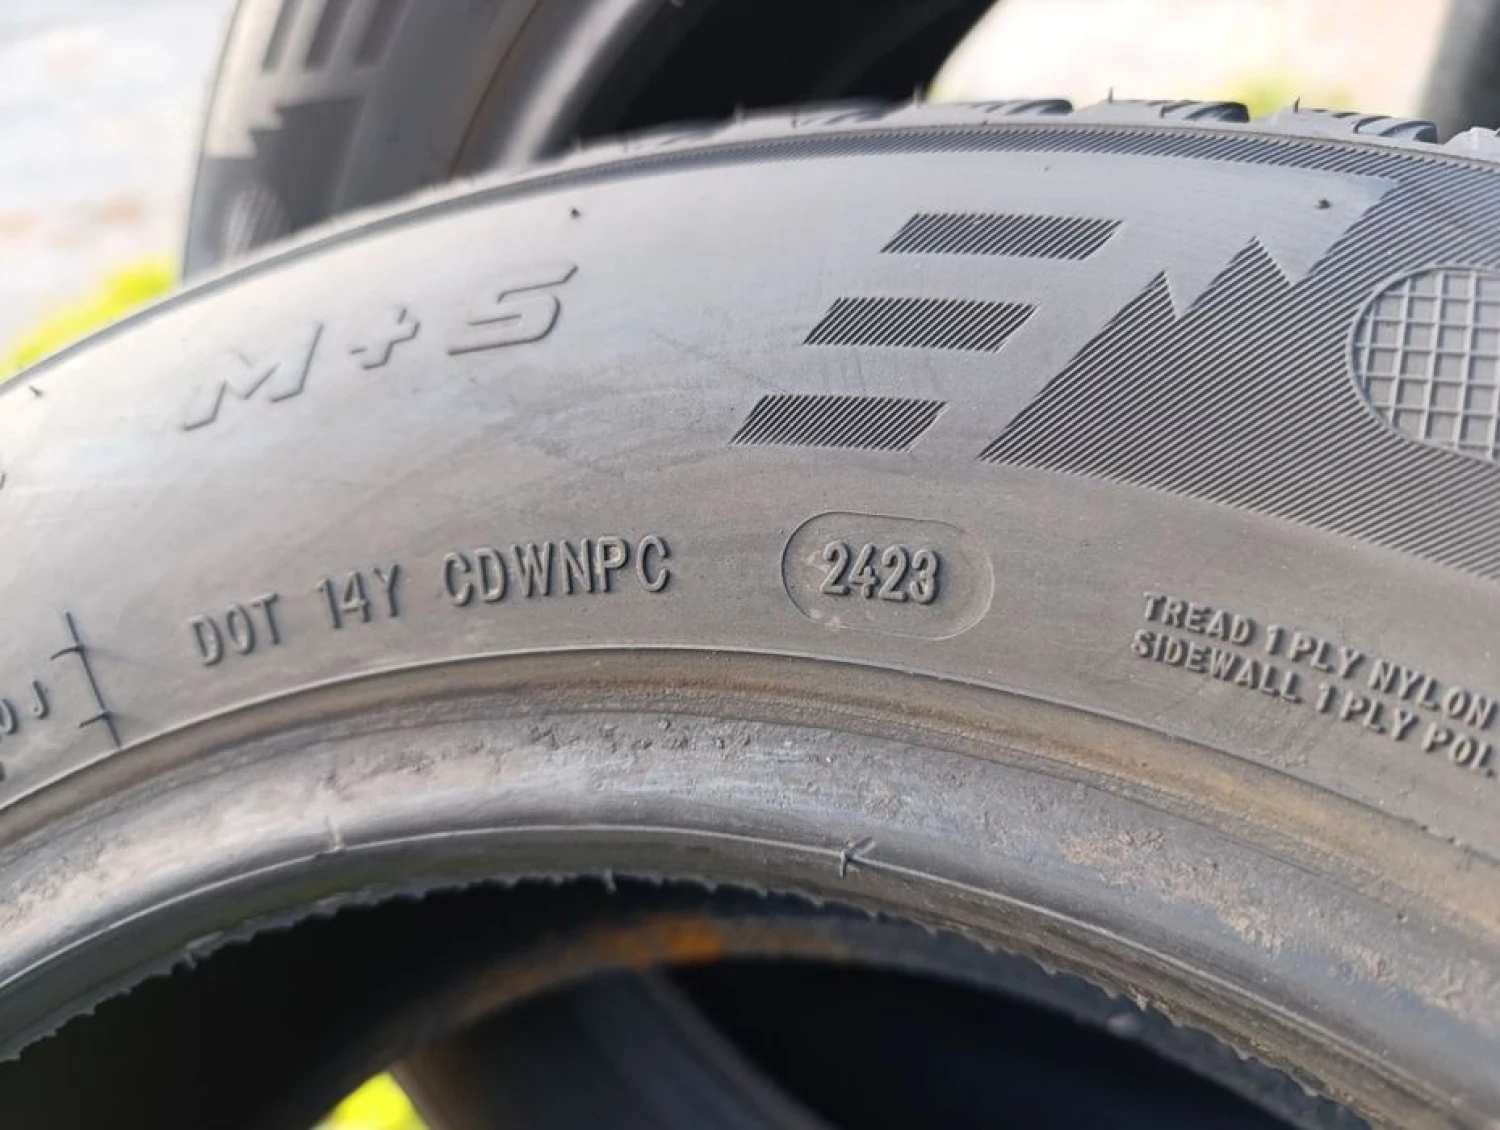 M+S
DOT 14Y CDWNPC 2423
TREAD 1 PLY NYLON
SIDEWALL 1 PLY POL